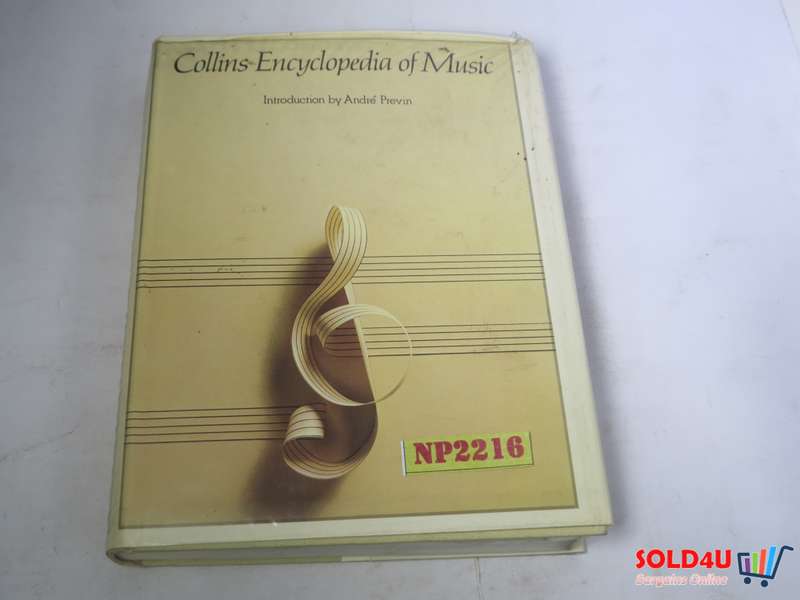 Collins Encyclopedia of Music
Introduction by André Previn
NP2216
SOLD4U
Bargains Online